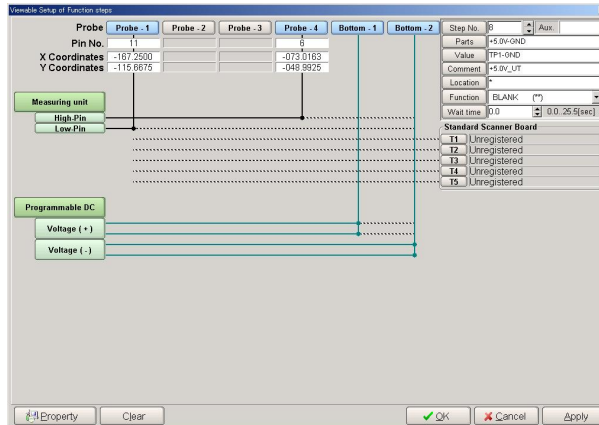 Viewable Setup of Function steps
Probe Probe - 1 Probe - 2 Probe - 3 Probe - 4 Bottom - 1 Bottom - 2
Pin No. 11 6
X Coordinates -167.2500 -073.0163
Y Coordinates -115.6675 -048.9925
Step No. 8 Aux.
Parts +5.0V-GND
Value TP1-GND
Comment +5.0V_UT
Location *
Function BLANK (**)
Wait time 0.0 0.0..25.5[sec]
Measuring unit
High-Pin
Low-Pin
Standard Scanner Board
T1 Unregistered
T2 Unregistered
T3 Unregistered
T4 Unregistered
T5 Unregistered
Programmable DC
Voltage ( + )
Voltage ( - )
Property Clear OK Cancel Apply